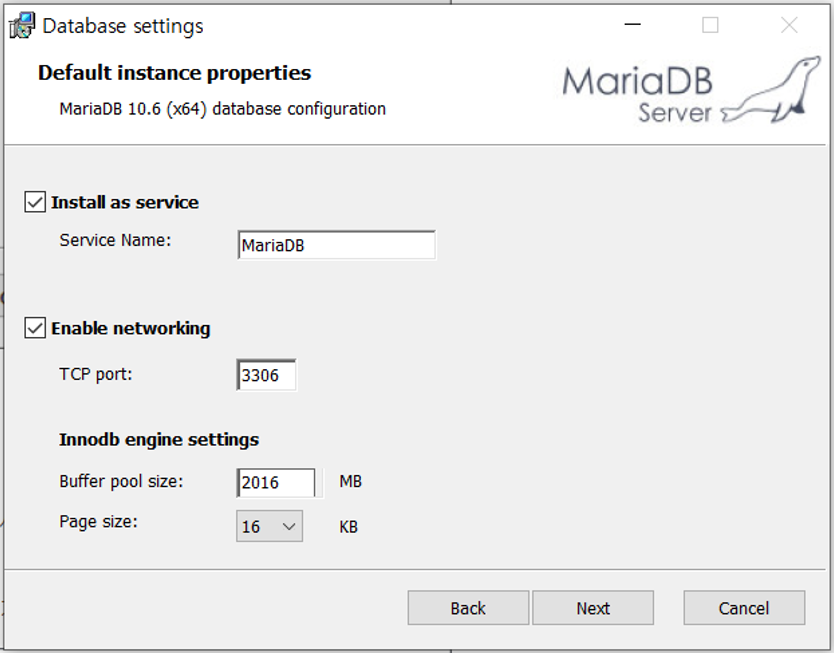 Database settings
Default instance properties
MariaDB 10.6 (x64) database configuration
MariaDB
Server
Install as service
Service Name:
MariaDB
Enable networking
TCP port:
3306
Innodb engine settings
Buffer pool size:
2016
MB
Page size:
16
KB
Back
Next
Cancel